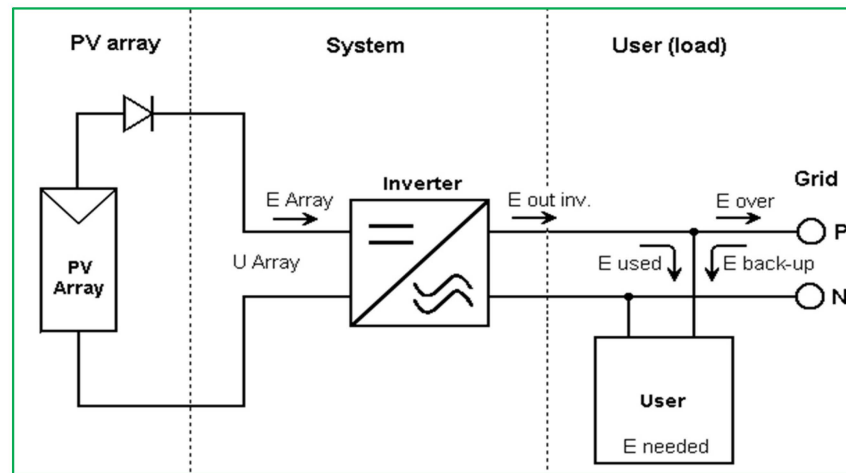 PV array
System
User (load)
Grid
E Array
Inverter
E out inv.
E over
P
U Array
E used
E back-up
PV
Array
N
User
E needed